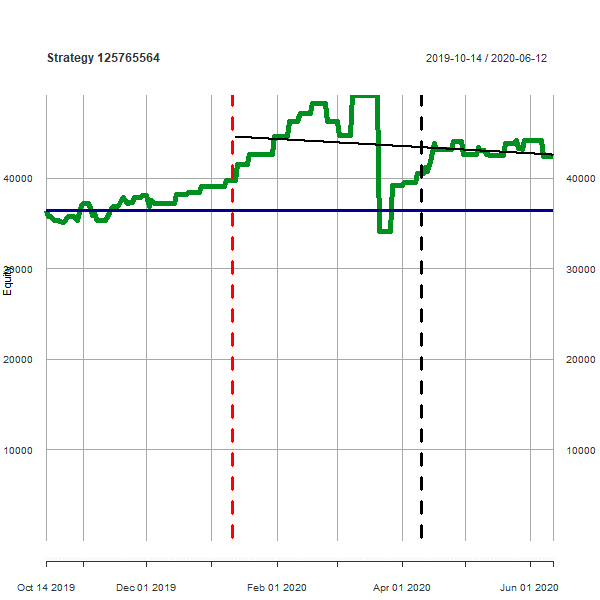 Strategy 125765564
2019-10-14 / 2020-06-12
40000
40000
30000
30000
Equity
20000
20000
10000
10000
Oct 14 2019
Dec 01 2019
Feb 01 2020
Apr 01 2020
Jun 01 2020